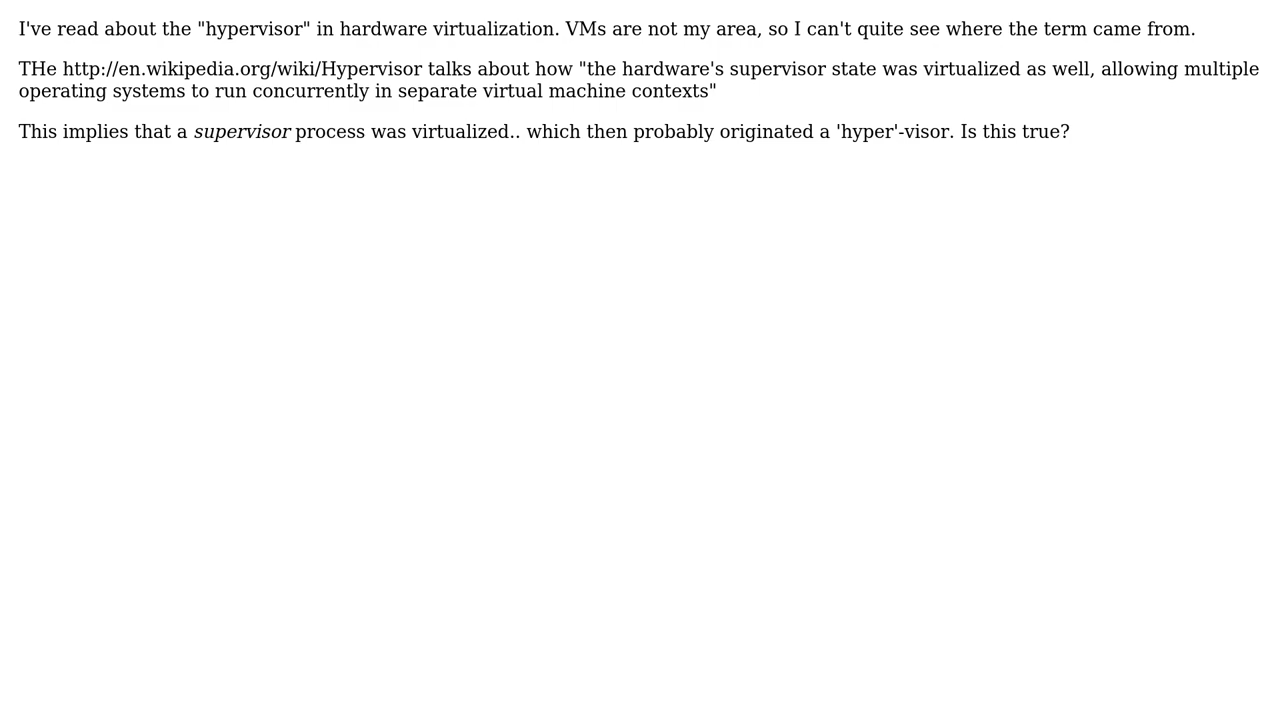 I've read about the "hypervisor" in hardware virtualization. VMs are not my area, so I can't quite see where the term came from.
THe http://en.wikipedia.org/wiki/Hypervisor talks about how "the hardware's supervisor state was virtualized as well, allowing multiple
operating systems to run concurrently in separate virtual machine contexts"
This implies that a supervisor process was virtualized.. which then probably originated a 'hyper'-visor. Is this true?